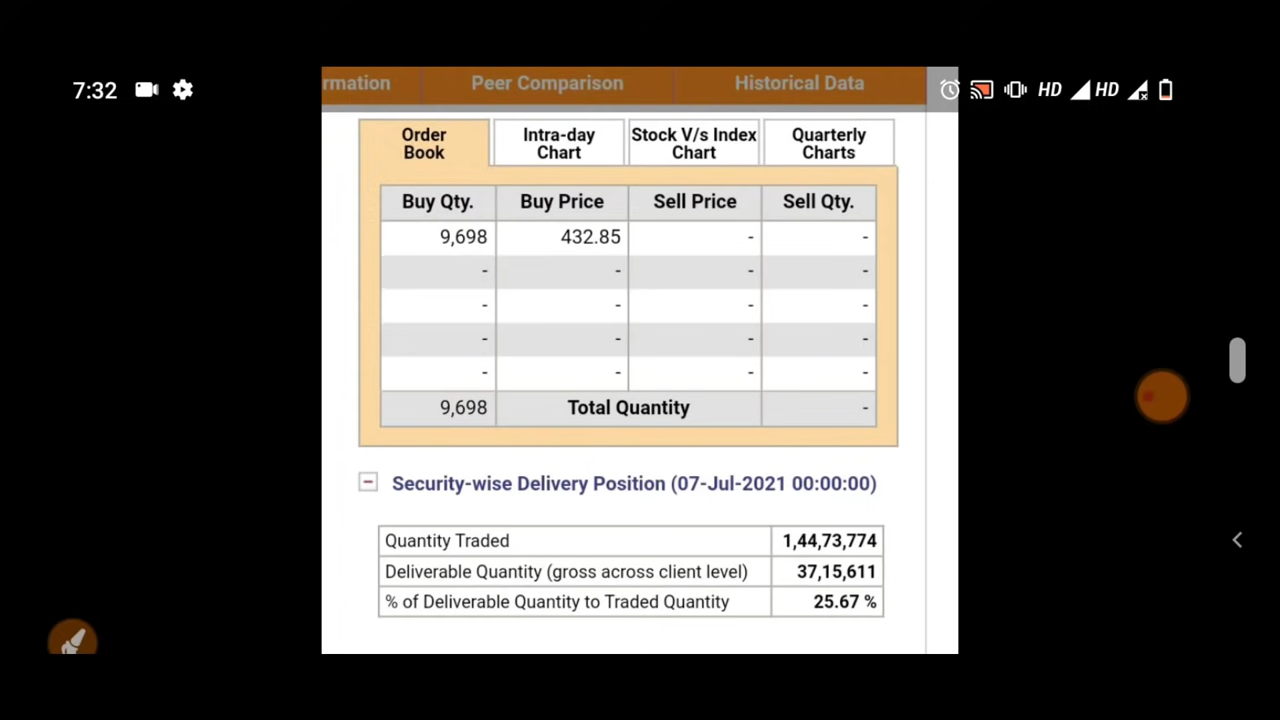 7:32
HD HD
rmation Peer Comparison Historical Data
Order Book Intra-day Chart Stock V/s Index Chart Quarterly Charts
Buy Qty. Buy Price Sell Price Sell Qty.
9,698 432.85 - -
- - - -
- - - -
- - - -
- - - -
9,698 Total Quantity -
Security-wise Delivery Position (07-Jul-2021 00:00:00)
Quantity Traded 1,44,73,774
Deliverable Quantity (gross across client level) 37,15,611
% of Deliverable Quantity to Traded Quantity 25.67 %